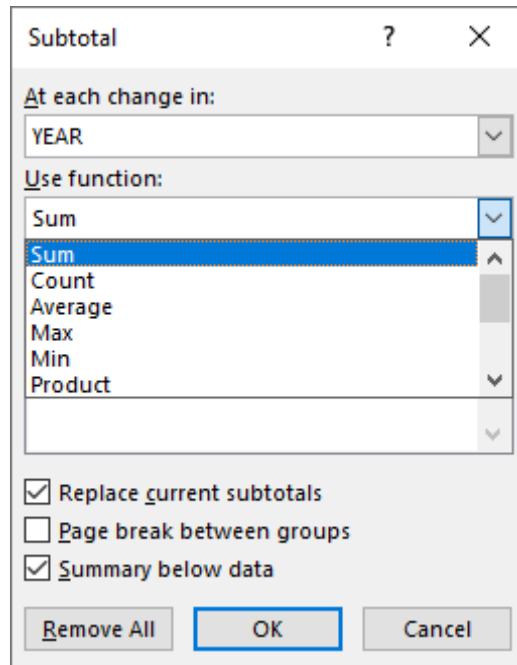 Subtotal ?
At each change in:
YEAR
Use function:
Sum
Sum
Count
Average
Max
Min
Product
Replace current subtotals
Page break between groups
Summary below data
Remove All OK Cancel